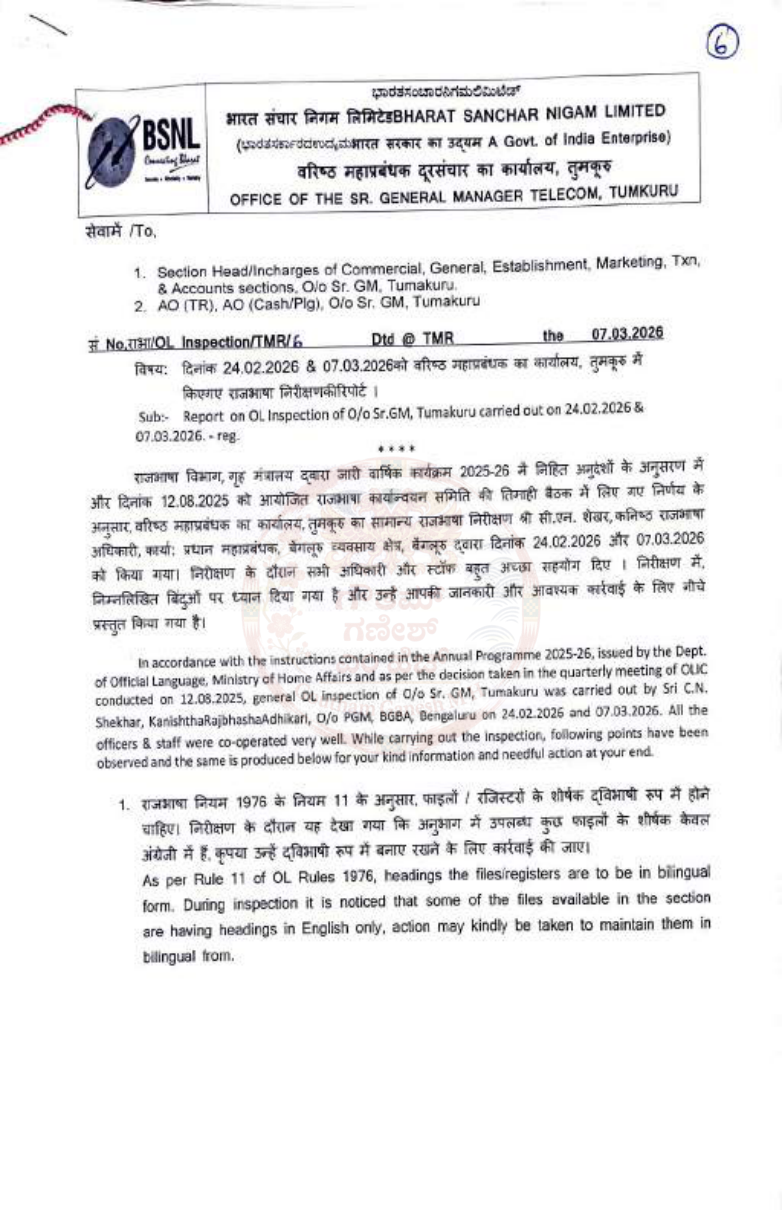 6
ಭಾರತಸಂಚಾರನಿಗಮಲಿಮಿಟೆಡ್
भारत संचार निगम लिमिटेडBHARAT SANCHAR NIGAM LIMITED
(ಭಾರತಸರ್ಕಾರದಉದ್ಯಮभारत सरकार का उद्यम A Govt. of India Enterprise)
वरिष्ठ महाप्रबंधक दूरसंचार का कार्यालय, तुमकूरु
OFFICE OF THE SR. GENERAL MANAGER TELECOM, TUMKURU
BSNL
Connecting Bharat
सेवामें /To,
1. Section Head/Incharges of Commercial, General, Establishment, Marketing, Txn,
& Accounts sections, O/o Sr. GM, Tumakuru.
2. AO (TR), AO (Cash/Plg), O/o Sr. GM, Tumakuru
सं No.राभा/OL Inspection/TMR/6 Dtd @ TMR the 07.03.2026
विषय: दिनांक 24.02.2026 & 07.03.2026को वरिष्ठ महाप्रबंधक का कार्यालय, तुमकूरु में
किएगए राजभाषा निरीक्षणकीरिपोर्ट ।
Sub:- Report on OL Inspection of O/o Sr.GM, Tumakuru carried out on 24.02.2026 &
07.03.2026. - reg.
****
राजभाषा विभाग, गृह मंत्रालय द्वारा जारी वार्षिक कार्यक्रम 2025-26 में निहित अनुदेशों के अनुसरण में
और दिनांक 12.08.2025 को आयोजित राजभाषा कार्यान्वयन समिति की तिमाही बैठक में लिए गए निर्णय के
अनुसार, वरिष्ठ महाप्रबंधक का कार्यालय, तुमकूरु का सामान्य राजभाषा निरीक्षण श्री सी.एन. शेखर, कनिष्ठ राजभाषा
अधिकारी, कार्या: प्रधान महाप्रबंधक, बेंगलूरु व्यवसाय क्षेत्र, बेंगलूरु द्वारा दिनांक 24.02.2026 और 07.03.2026
को किया गया। निरीक्षण के दौरान सभी अधिकारी और स्टॉफ बहुत अच्छा सहयोग दिए । निरीक्षण में,
निम्नलिखित बिंदुओं पर ध्यान दिया गया है और उन्हें आपकी जानकारी और आवश्यक कार्रवाई के लिए नीचे
प्रस्तुत किया गया है।
ಗಣೇಶ್
In accordance with the instructions contained in the Annual Programme 2025-26, issued by the Dept.
of Official Language, Ministry of Home Affairs and as per the decision taken in the quarterly meeting of OLIC
conducted on 12.08.2025, general OL inspection of O/o Sr. GM, Tumakuru was carried out by Sri C.N.
Shekhar, KanishthaRajbhashaAdhikari, O/o PGM, BGBA, Bengaluru on 24.02.2026 and 07.03.2026. All the
officers & staff were co-operated very well. While carrying out the inspection, following points have been
observed and the same is produced below for your kind information and needful action at your end.
1. राजभाषा नियम 1976 के नियम 11 के अनुसार, फाइलों / रजिस्टरों के शीर्षक द्विभाषी रूप में होने
चाहिए। निरीक्षण के दौरान यह देखा गया कि अनुभाग में उपलब्ध कुछ फाइलों के शीर्षक केवल
अंग्रेजी में हैं, कृपया उन्हें द्विभाषी रूप में बनाए रखने के लिए कार्रवाई की जाए।
As per Rule 11 of OL Rules 1976, headings the files/registers are to be in bilingual
form. During inspection it is noticed that some of the files available in the section
are having headings in English only, action may kindly be taken to maintain them in
bilingual from.